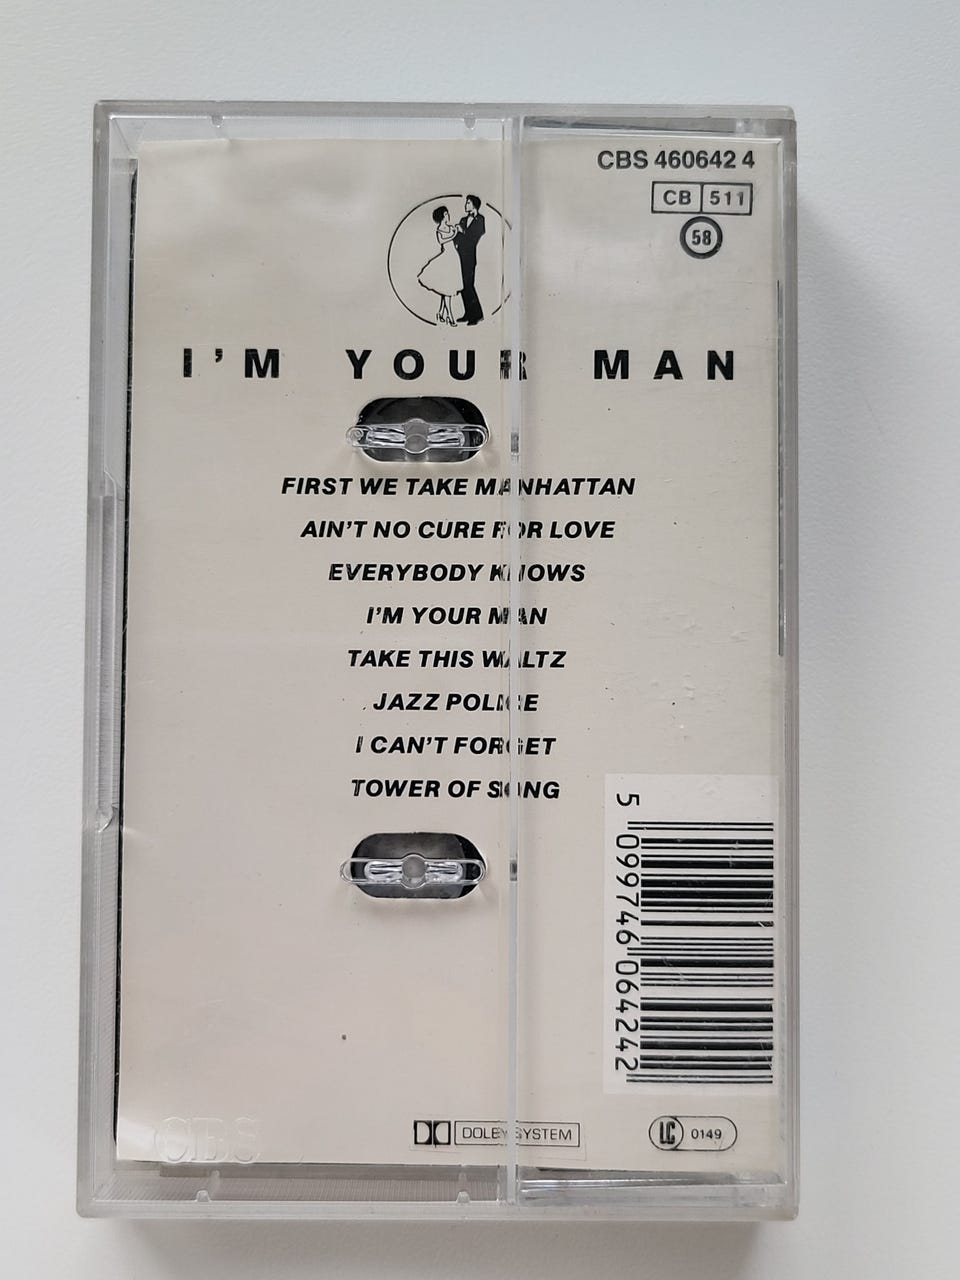 CBS 460642 4
CB 511
58
I'M YOUR MAN
FIRST WE TAKE MANHATTAN
AIN'T NO CURE FOR LOVE
EVERYBODY KNOWS
I'M YOUR MAN
TAKE THIS WALTZ
JAZZ POLICE
I CAN'T FORGET
TOWER OF SONG
5 099746 064242
CBS
DOLBY SYSTEM
LC 0149